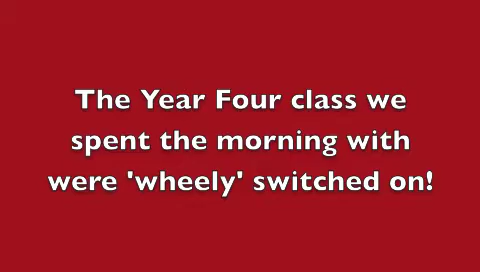 The Year Four class we
spent the morning with
were 'wheely' switched on!